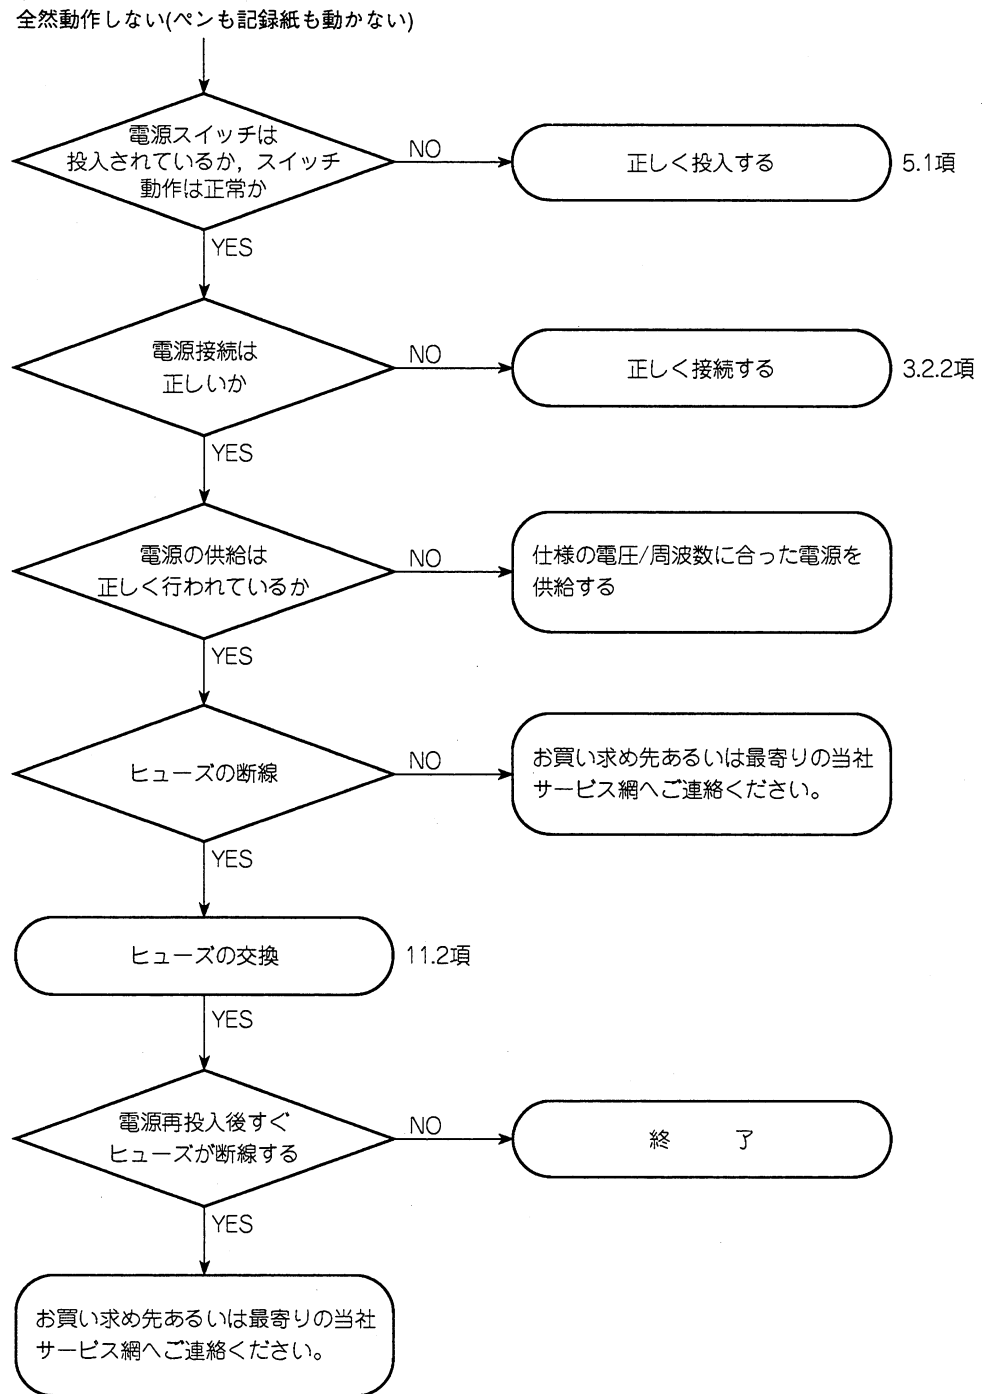 全然動作しない(ペンも記録紙も動かない)
電源スイッチは
投入されているか，スイッチ
動作は正常か
NO
正しく投入する
5.1項
YES
電源接続は
正しいか
NO
正しく接続する
3.2.2項
YES
電源の供給は
正しく行われているか
NO
仕様の電圧/周波数に合った電源を
供給する
YES
ヒューズの断線
NO
お買い求め先あるいは最寄りの当社
サービス網へご連絡ください。
YES
ヒューズの交換
11.2項
YES
電源再投入後すぐ
ヒューズが断線する
NO
終 了
YES
お買い求め先あるいは最寄りの当社
サービス網へご連絡ください。